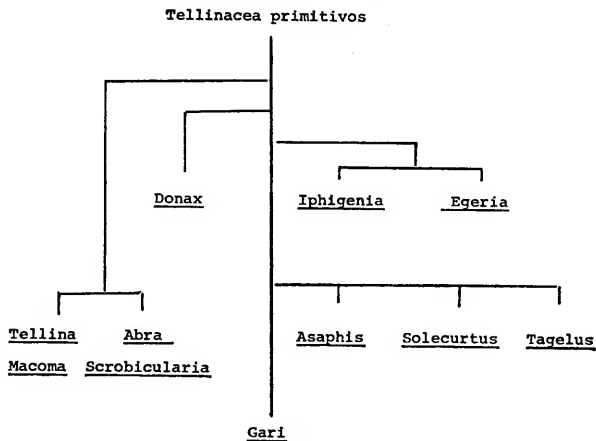 Tellinacea primitivos
Donax
Iphigenia
Egeria
Tellina
Abra
Asaphis
Solecurtus
Tagelus
Macoma
Scrobicularia
Gari